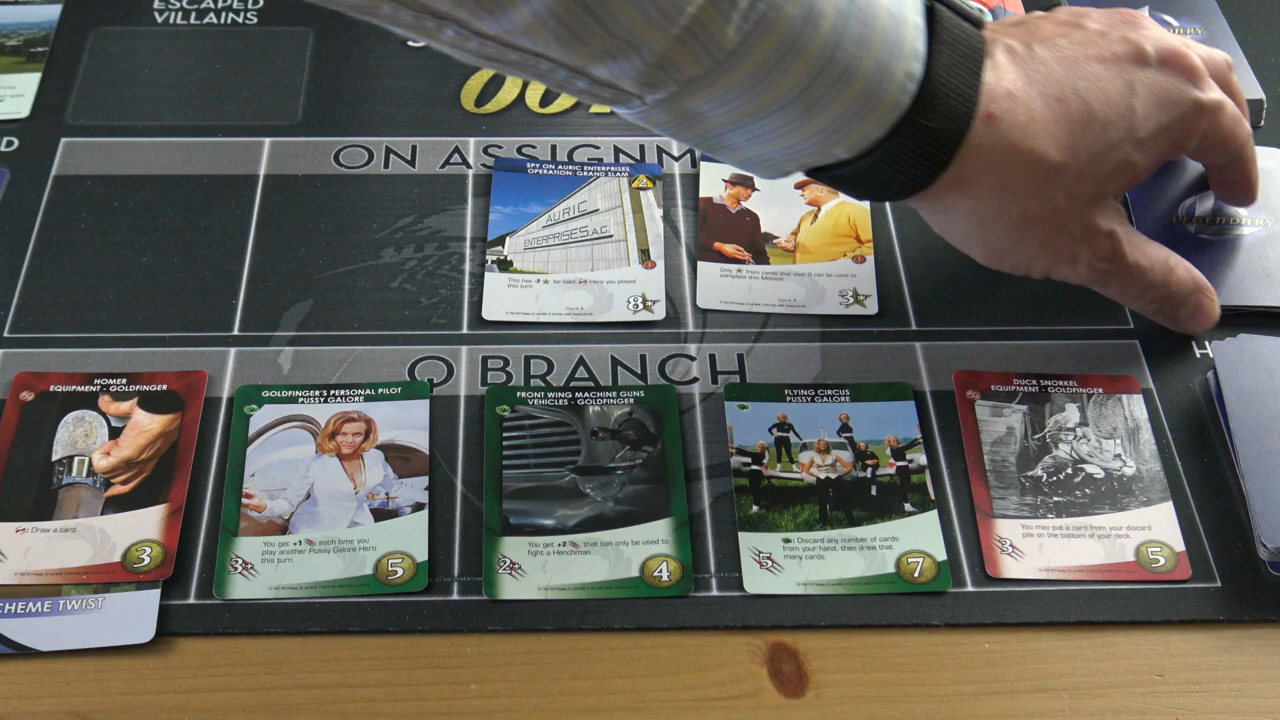 ESCAPED
VILLAINS
007
ON ASSIGNM
SPY ON AURIC ENTERPRISES
OPERATION: GRAND SLAM
2
AURIC
ENTERPRISES.A.G.
This has -2 for each Hero you played
this turn.
8+
Only from cards that cost 0 can be used to
complete this Mission.
3+
LEGENDARY
Q BRANCH
H
D
HOMER
EQUIPMENT - GOLDFINGER
: Draw a card.
3
CHEME TWIST
GOLDFINGER'S PERSONAL PILOT
PUSSY GALORE
You get +1 each time you
play another Pussy Galore Hero
this turn.
3+
5
FRONT WING MACHINE GUNS
VEHICLES - GOLDFINGER
You get +2 that can only be used to
fight a Henchman.
2+
4
FLYING CIRCUS
PUSSY GALORE
: Discard any number of cards
from your hand, then draw that
many cards.
5
7
DUCK SNORKEL
EQUIPMENT - GOLDFINGER
You may put a card from your discard
pile on the bottom of your deck.
3
5